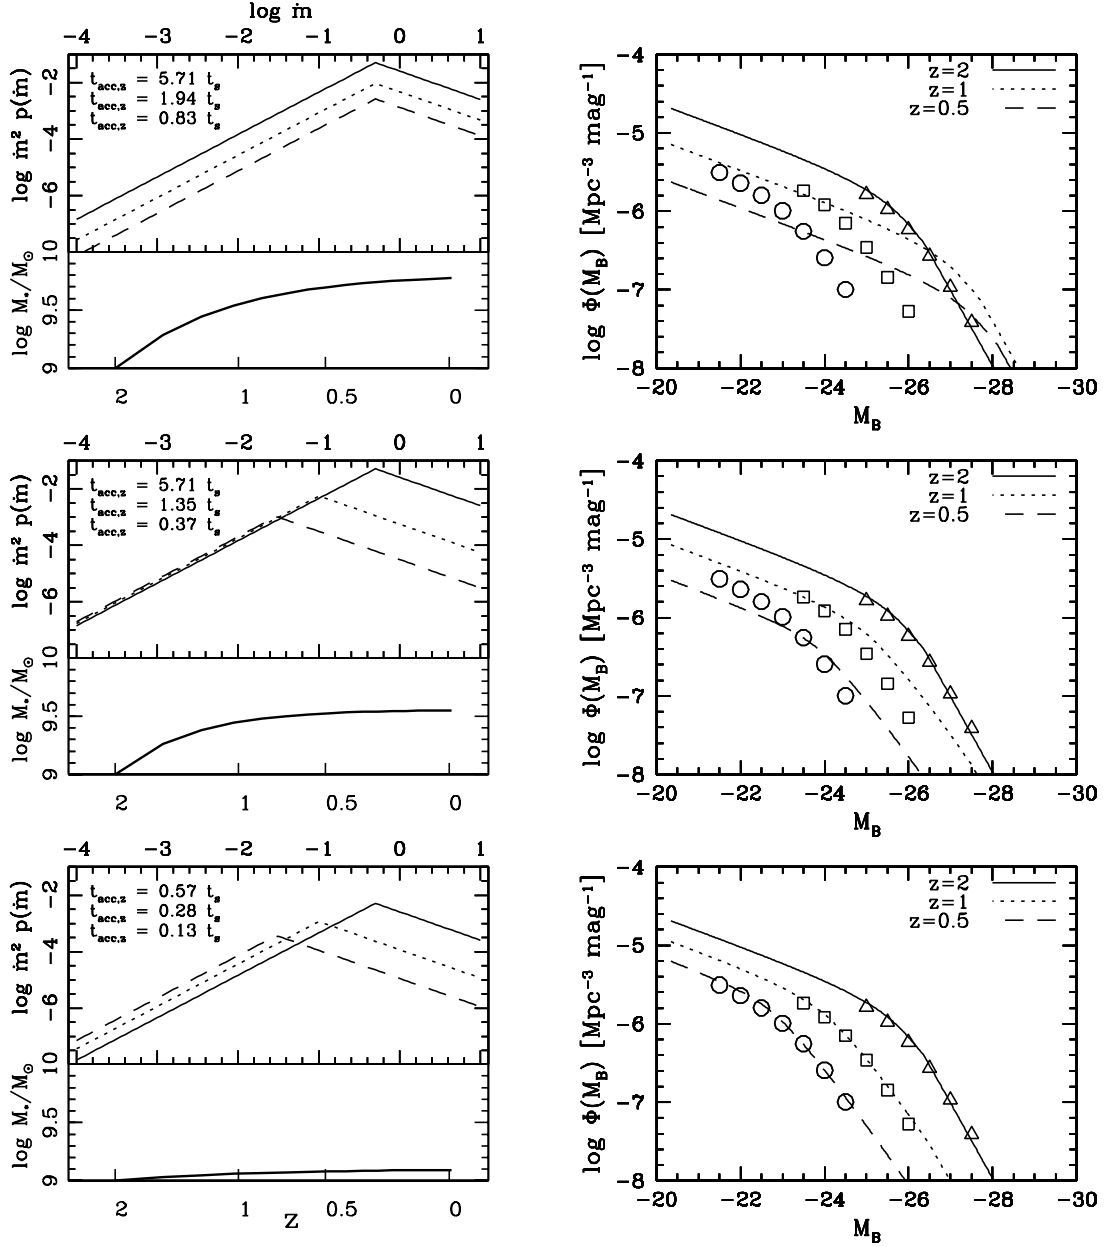 log ṁ
−4 −3 −2 −1 0 1
t_acc,z = 5.71 t_s
t_acc,z = 1.94 t_s
t_acc,z = 0.83 t_s
log ṁ² p(ṁ)
−2
−4
−6
10
log M•/M⊙
9.5
9
2 1 0.5 0
z=2
z=1
z=0.5
log Φ(M_B) [Mpc⁻³ mag⁻¹]
−4
−5
−6
−7
−8
−20 −22 −24 −26 −28 −30
M_B
−4 −3 −2 −1 0 1
t_acc,z = 5.71 t_s
t_acc,z = 1.35 t_s
t_acc,z = 0.37 t_s
log ṁ² p(ṁ)
−2
−4
−6
10
log M•/M⊙
9.5
9
2 1 0.5 0
z=2
z=1
z=0.5
log Φ(M_B) [Mpc⁻³ mag⁻¹]
−4
−5
−6
−7
−8
−20 −22 −24 −26 −28 −30
M_B
−4 −3 −2 −1 0 1
t_acc,z = 0.57 t_s
t_acc,z = 0.28 t_s
t_acc,z = 0.13 t_s
log ṁ² p(ṁ)
−2
−4
−6
10
log M•/M⊙
9.5
9
2 1 0.5 0
z
z=2
z=1
z=0.5
log Φ(M_B) [Mpc⁻³ mag⁻¹]
−4
−5
−6
−7
−8
−20 −22 −24 −26 −28 −30
M_B